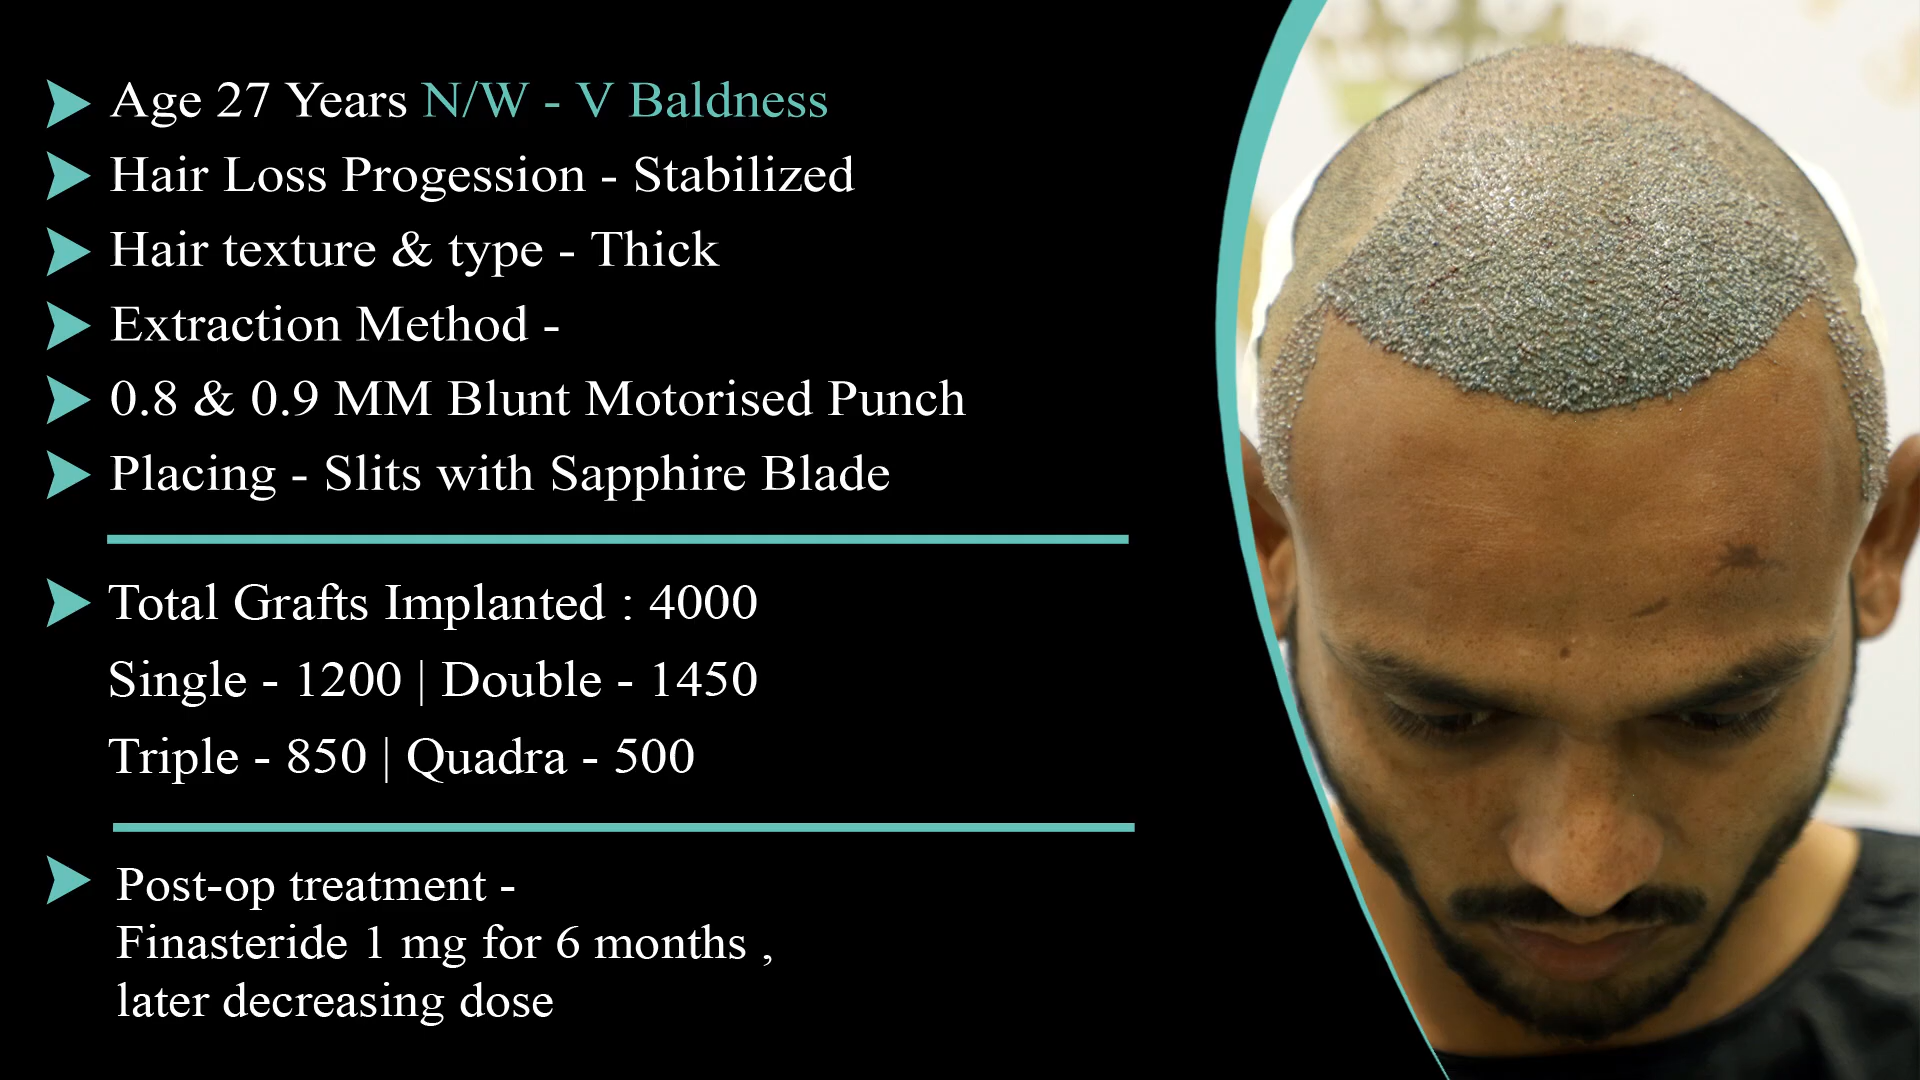 Age 27 Years N/W - V Baldness
Hair Loss Progession - Stabilized
Hair texture & type - Thick
Extraction Method -
0.8 & 0.9 MM Blunt Motorised Punch
Placing - Slits with Sapphire Blade
Total Grafts Implanted : 4000
Single - 1200 | Double - 1450
Triple - 850 | Quadra - 500
Post-op treatment -
Finasteride 1 mg for 6 months ,
later decreasing dose